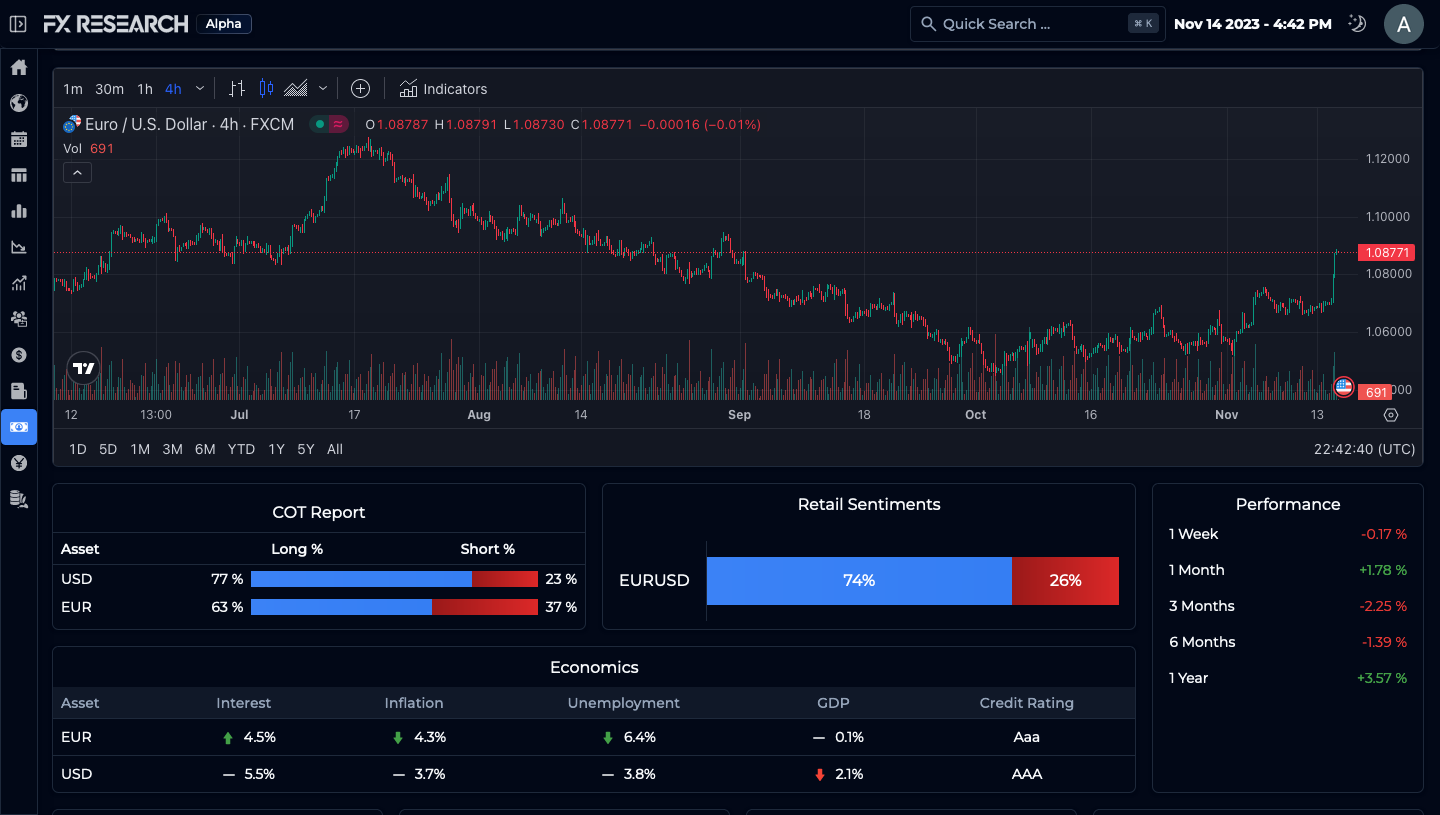 FX RESEARCH Alpha Quick Search ... ⌘ K Nov 14 2023 - 4:42 PM A
1m 30m 1h 4h Indicators
Euro / U.S. Dollar · 4h · FXCM O1.08787 H1.08791 L1.08730 C1.08771 −0.00016 (−0.01%)
Vol 691
1.12000
1.10000
1.08771
1.08000
1.06000
691
12 13:00 Jul 17 Aug 14 Sep 18 Oct 16 Nov 13
1D 5D 1M 3M 6M YTD 1Y 5Y All 22:42:40 (UTC)
COT Report
Asset Long % Short %
USD 77 % 23 %
EUR 63 % 37 %
Retail Sentiments
EURUSD 74% 26%
Performance
1 Week -0.17 %
1 Month +1.78 %
3 Months -2.25 %
6 Months -1.39 %
1 Year +3.57 %
Economics
Asset Interest Inflation Unemployment GDP Credit Rating
EUR 4.5% 4.3% 6.4% — 0.1% Aaa
USD — 5.5% — 3.7% — 3.8% 2.1% AAA